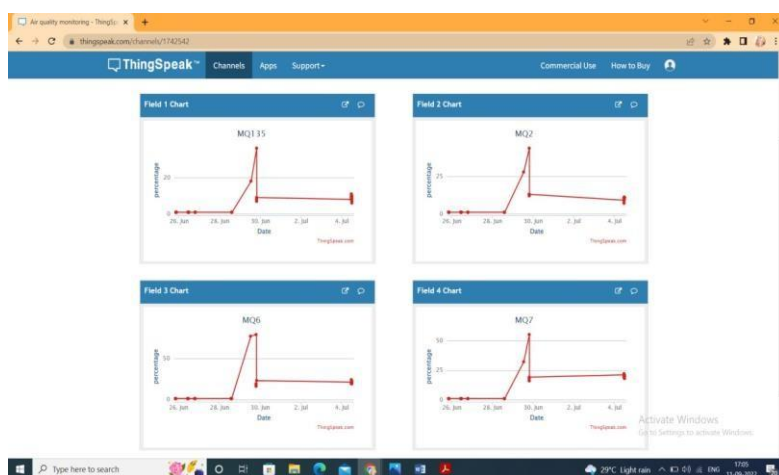 Air quality monitoring - ThingSp
thingspeak.com/channels/1742542
ThingSpeak™ Channels Apps Support Commercial Use How to Buy
Field 1 Chart
MQ135
percentage
20
0
26. Jun 28. Jun 30. Jun 2. Jul 4. Jul
Date
ThingSpeak.com
Field 2 Chart
MQ2
percentage
25
0
26. Jun 28. Jun 30. Jun 2. Jul 4. Jul
Date
ThingSpeak.com
Field 3 Chart
MQ6
percentage
50
0
26. Jun 28. Jun 30. Jun 2. Jul 4. Jul
Date
ThingSpeak.com
Field 4 Chart
MQ7
percentage
50
25
0
26. Jun 28. Jun 30. Jun 2. Jul 4. Jul
Date
ThingSpeak.com
Activate Windows
Go to Settings to activate Windows.
Type here to search
29°C Light rain ENG 17:05
11-09-2022